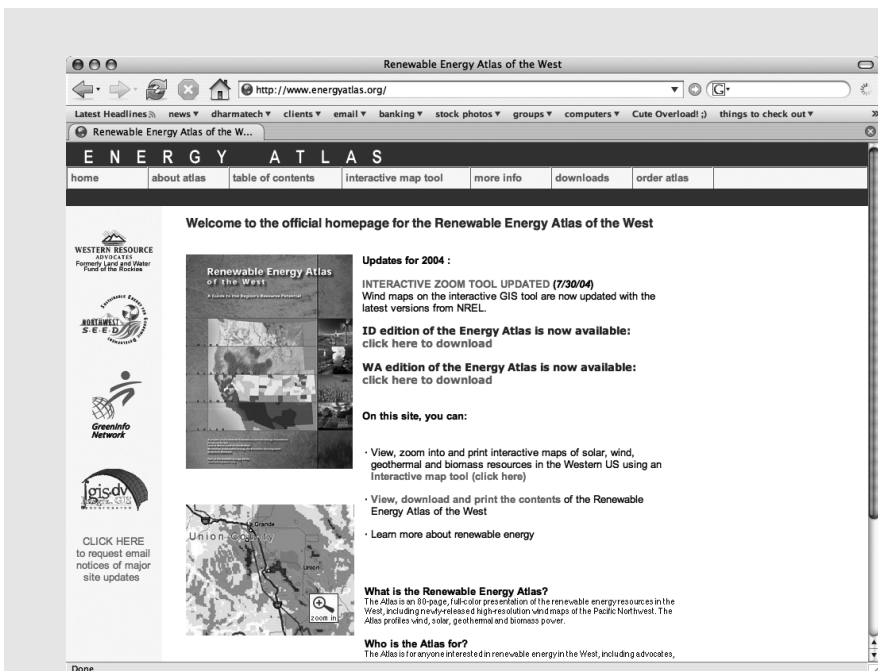 Renewable Energy Atlas of the West
http://www.energyatlas.org/
G
Latest Headlines news dharmatech clients email banking stock photos groups computers Cute Overload! ;) things to check out
Renewable Energy Atlas of the W...
ENERGY ATLAS
home about atlas table of contents interactive map tool more info downloads order atlas
Welcome to the official homepage for the Renewable Energy Atlas of the West
WESTERN RESOURCE
ADVOCATES
Formerly Land and Water
Fund of the Rockies
NORTHWEST
S·E·E·D
GreenInfo
Network
gisdv
CLICK HERE
to request email
notices of major
site updates
Renewable Energy Atlas
of the West
A Guide to the Region's Resource Potential
La Grande
Union County
Union
zoom in
Updates for 2004 :
INTERACTIVE ZOOM TOOL UPDATED (7/30/04)
Wind maps on the interactive GIS tool are now updated with the
latest versions from NREL.
ID edition of the Energy Atlas is now available:
click here to download
WA edition of the Energy Atlas is now available:
click here to download
On this site, you can:
· View, zoom into and print interactive maps of solar, wind,
geothermal and biomass resources in the Western US using an
Interactive map tool (click here)
· View, download and print the contents of the Renewable
Energy Atlas of the West
· Learn more about renewable energy
What is the Renewable Energy Atlas?
The Atlas is an 80-page, full-color presentation of the renewable energy resources in the
West, including newly-released high-resolution wind maps of the Pacific Northwest. The
Atlas profiles wind, solar, geothermal and biomass power.
Who is the Atlas for?
The Atlas is for anyone interested in renewable energy in the West, including advocates,
Done